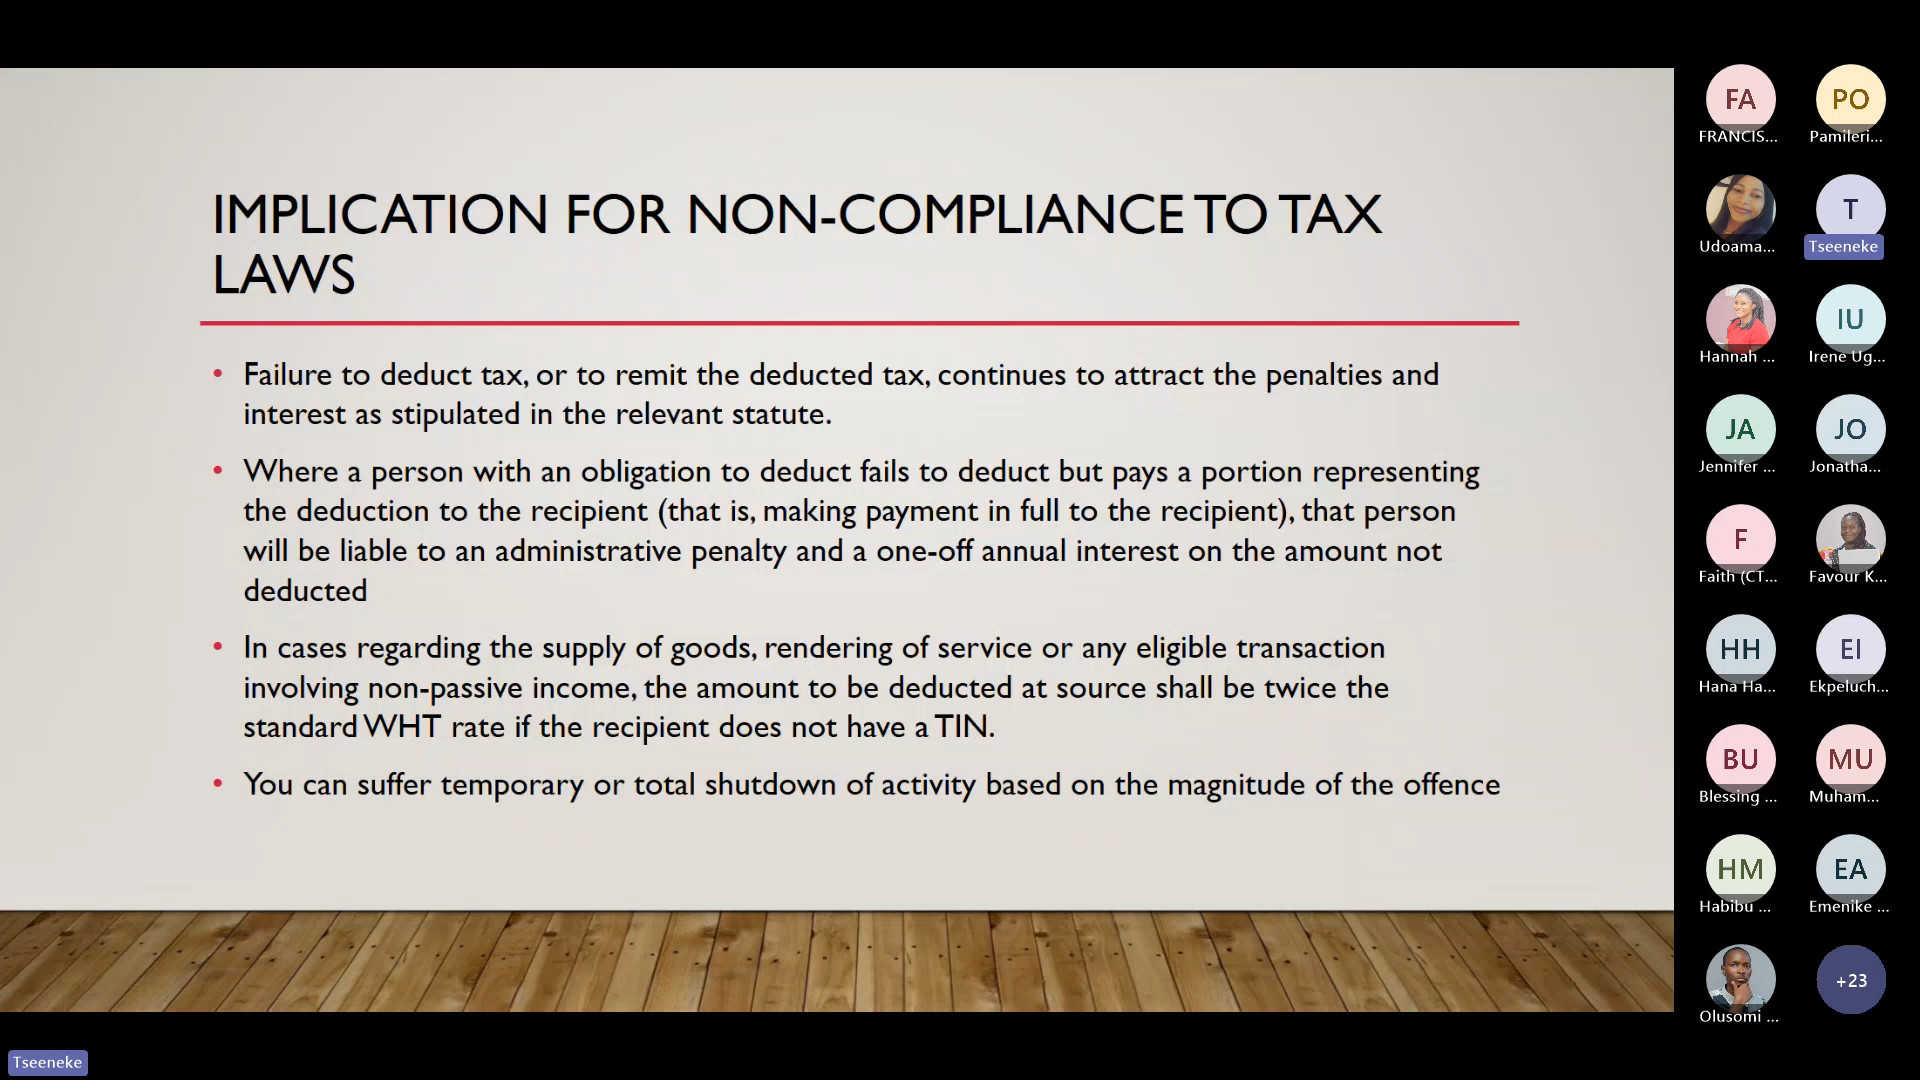 IMPLICATION FOR NON-COMPLIANCE TO TAX
LAWS
• Failure to deduct tax, or to remit the deducted tax, continues to attract the penalties and
interest as stipulated in the relevant statute.
• Where a person with an obligation to deduct fails to deduct but pays a portion representing
the deduction to the recipient (that is, making payment in full to the recipient), that person
will be liable to an administrative penalty and a one-off annual interest on the amount not
deducted
• In cases regarding the supply of goods, rendering of service or any eligible transaction
involving non-passive income, the amount to be deducted at source shall be twice the
standard WHT rate if the recipient does not have a TIN.
• You can suffer temporary or total shutdown of activity based on the magnitude of the offence
FA
FRANCIS...
PO
Pamileri...
Udoama...
T
Tseeneke
Hannah ...
IU
Irene Ug...
JA
Jennifer ...
JO
Jonatha...
F
Faith (CT...
Favour K...
HH
Hana Ha...
EI
Ekpeluch...
BU
Blessing ...
MU
Muham...
HM
Habibu ...
EA
Emenike ...
Olusomi ...
+23
Tseeneke